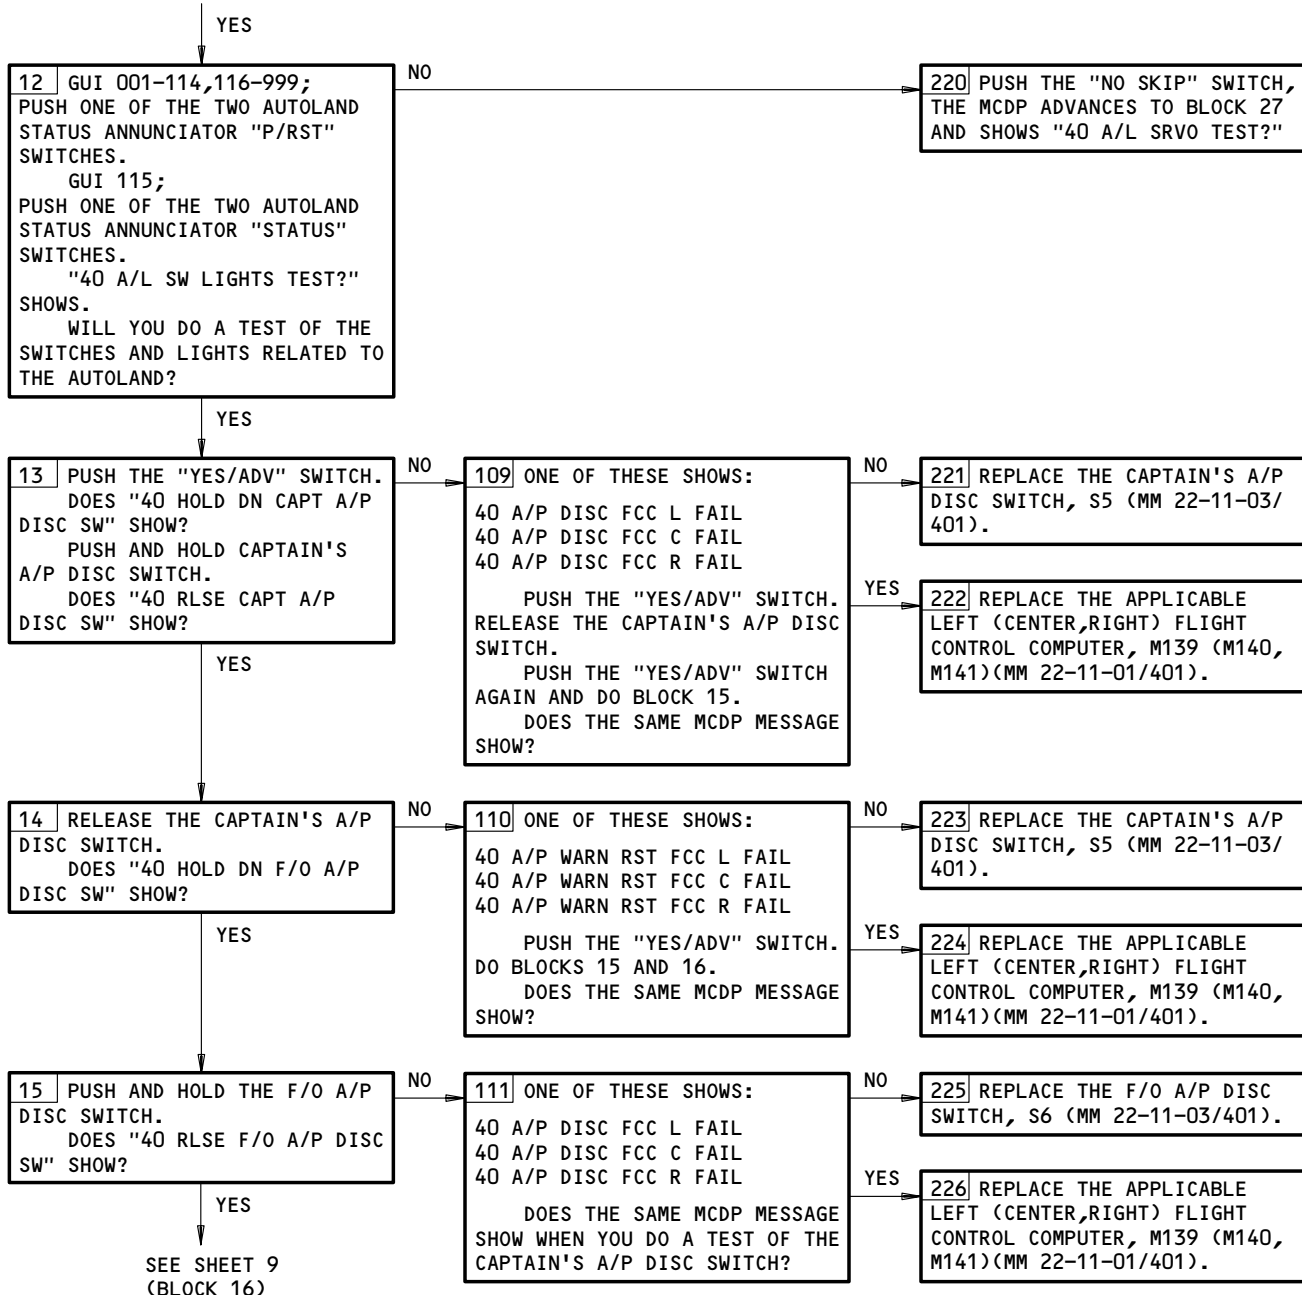 YES
12 GUI 001-114,116-999;
PUSH ONE OF THE TWO AUTOLAND
STATUS ANNUNCIATOR "P/RST"
SWITCHES.
GUI 115;
PUSH ONE OF THE TWO AUTOLAND
STATUS ANNUNCIATOR "STATUS"
SWITCHES.
"40 A/L SW LIGHTS TEST?"
SHOWS.
WILL YOU DO A TEST OF THE
SWITCHES AND LIGHTS RELATED TO
THE AUTOLAND?
NO
220 PUSH THE "NO SKIP" SWITCH,
THE MCDP ADVANCES TO BLOCK 27
AND SHOWS "40 A/L SRVO TEST?"
YES
13 PUSH THE "YES/ADV" SWITCH.
DOES "40 HOLD DN CAPT A/P
DISC SW" SHOW?
PUSH AND HOLD CAPTAIN'S
A/P DISC SWITCH.
DOES "40 RLSE CAPT A/P
DISC SW" SHOW?
NO
109 ONE OF THESE SHOWS:
40 A/P DISC FCC L FAIL
40 A/P DISC FCC C FAIL
40 A/P DISC FCC R FAIL
PUSH THE "YES/ADV" SWITCH.
RELEASE THE CAPTAIN'S A/P DISC
SWITCH.
PUSH THE "YES/ADV" SWITCH
AGAIN AND DO BLOCK 15.
DOES THE SAME MCDP MESSAGE
SHOW?
NO
221 REPLACE THE CAPTAIN'S A/P
DISC SWITCH, S5 (MM 22-11-03/
401).
YES
222 REPLACE THE APPLICABLE
LEFT (CENTER,RIGHT) FLIGHT
CONTROL COMPUTER, M139 (M140,
M141)(MM 22-11-01/401).
YES
14 RELEASE THE CAPTAIN'S A/P
DISC SWITCH.
DOES "40 HOLD DN F/O A/P
DISC SW" SHOW?
NO
110 ONE OF THESE SHOWS:
40 A/P WARN RST FCC L FAIL
40 A/P WARN RST FCC C FAIL
40 A/P WARN RST FCC R FAIL
PUSH THE "YES/ADV" SWITCH.
DO BLOCKS 15 AND 16.
DOES THE SAME MCDP MESSAGE
SHOW?
NO
223 REPLACE THE CAPTAIN'S A/P
DISC SWITCH, S5 (MM 22-11-03/
401).
YES
224 REPLACE THE APPLICABLE
LEFT (CENTER,RIGHT) FLIGHT
CONTROL COMPUTER, M139 (M140,
M141)(MM 22-11-01/401).
YES
15 PUSH AND HOLD THE F/O A/P
DISC SWITCH.
DOES "40 RLSE F/O A/P DISC
SW" SHOW?
NO
111 ONE OF THESE SHOWS:
40 A/P DISC FCC L FAIL
40 A/P DISC FCC C FAIL
40 A/P DISC FCC R FAIL
DOES THE SAME MCDP MESSAGE
SHOW WHEN YOU DO A TEST OF THE
CAPTAIN'S A/P DISC SWITCH?
NO
225 REPLACE THE F/O A/P DISC
SWITCH, S6 (MM 22-11-03/401).
YES
226 REPLACE THE APPLICABLE
LEFT (CENTER,RIGHT) FLIGHT
CONTROL COMPUTER, M139 (M140,
M141)(MM 22-11-01/401).
YES
SEE SHEET 9
(BLOCK 16)